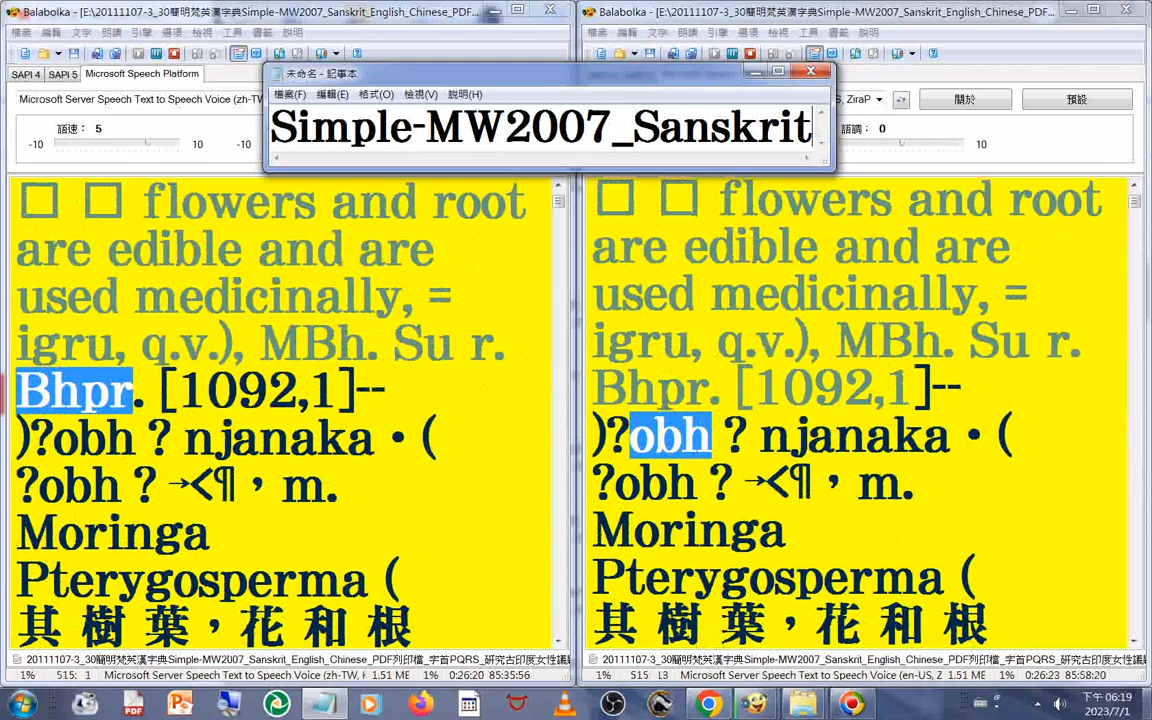 Balabolka - [E:\20111107-3_30簡明梵英漢字典Simple-MW2007_Sanskrit_English_Chinese_PDF...
檔案 編輯 文字 朗讀 引擎 選項 檢視 工具 書籤 說明
SAPI 4 SAPI 5 Microsoft Speech Platform
Microsoft Server Speech Text to Speech Voice (zh-TW
語速： 5
-10 10 -10
Balabolka - [E:\20111107-3_30簡明梵英漢字典Simple-MW2007_Sanskrit_English_Chinese_PDF...
檔案 編輯 文字 朗讀 引擎 選項 檢視 工具 書籤 說明
, ZiraP 關於 預設
語調： 0
10
未命名 - 記事本
檔案(F) 編輯(E) 格式(O) 檢視(V) 說明(H)
Simple-MW2007_Sanskrit
□ □ flowers and root
are edible and are
used medicinally, =
igru, q.v.), MBh. Su r.
Bhpr. [1092,1]--
)?obh ? njanaka•(
?obh ? ¶，m.
Moringa
Pterygosperma (
其 樹 葉，花 和 根
□ □ flowers and root
are edible and are
used medicinally, =
igru, q.v.), MBh. Su r.
Bhpr. [1092,1]--
)?obh ? njanaka•(
?obh ? ¶，m.
Moringa
Pterygosperma (
其 樹 葉，花 和 根
20111107-3_30簡明梵英漢字典Simple-MW2007_Sanskrit_English_Chinese_PDF列印檔_字首PQRS_研究古印度女性議
1% 515: 1 Microsoft Server Speech Text to Speech Voice (zh-TW, H 1.51 ME 1% 0:26:20 85:35:56
20111107-3_30簡明梵英漢字典Simple-MW2007_Sanskrit_English_Chinese_PDF列印檔_字首PQRS_研究古印度女性議
1% 515: 13 Microsoft Server Speech Text to Speech Voice (en-US, Z 1.51 ME 1% 0:26:20 85:58:20
下午 06:19
2023/7/1